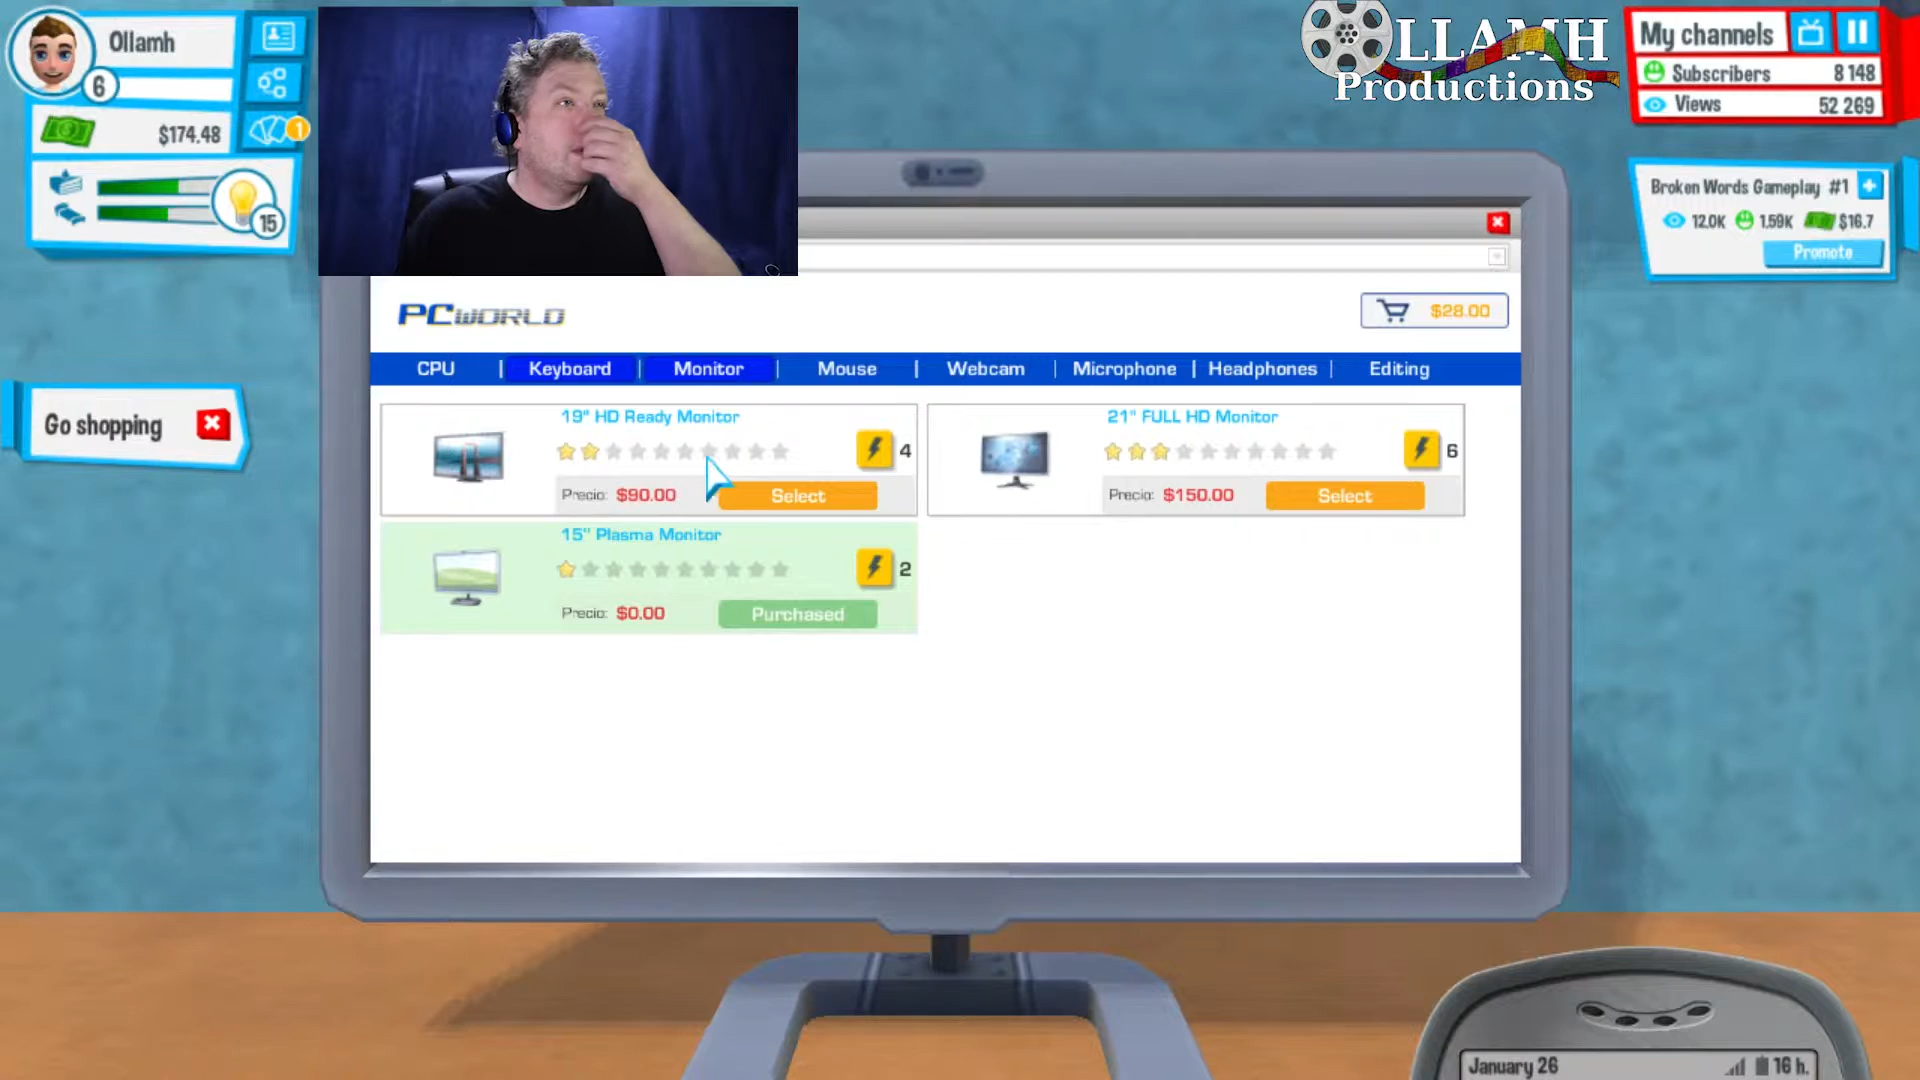 Ollamh
6
$174.48
1
15
OLLAMH
Productions
My channels
Subscribers 8 148
Views 52 269
Broken Words Gameplay #1
12.0K 1.59K $16.7
Promote
Go shopping
PCWORLD
$28.00
CPU | Keyboard | Monitor | Mouse | Webcam | Microphone | Headphones | Editing
19" HD Ready Monitor
4
Precio: $90.00 Select
21" FULL HD Monitor
6
Precio: $150.00 Select
15" Plasma Monitor
2
Precio: $0.00 Purchased
January 26 16 h.